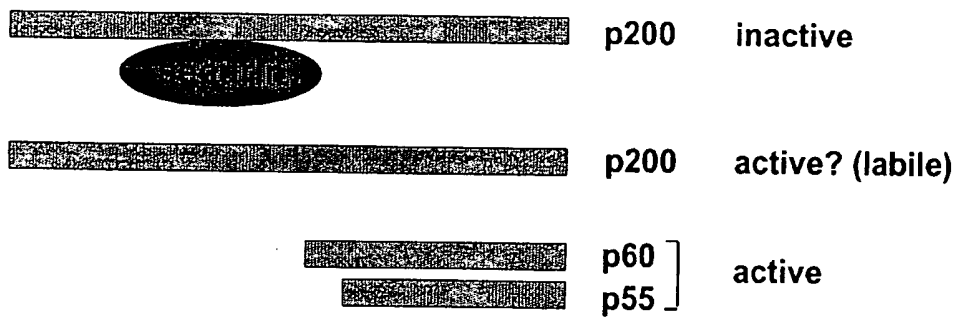 p200 inactive
p200 active? (labile)
p60
active
p55